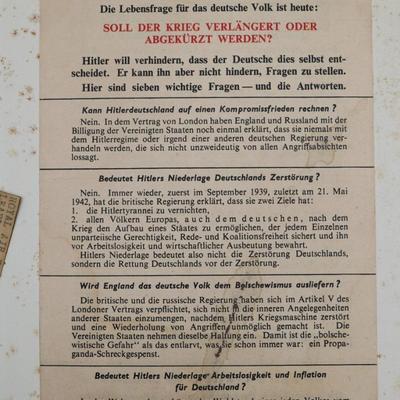 Die Lebensfrage für das deutsche Volk ist heute:
SOLL DER KRIEG VERLÄNGERT ODER
ABGEKÜRZT WERDEN?
Hitler will verhindern, dass der Deutsche dies selbst ent-
scheidet. Er kann ihn aber nicht hindern, Fragen zu stellen.
Hier sind sieben wichtige Fragen—und die Antworten.
Kann Hitlerdeutschland auf einen Kompromissfrieden rechnen ?
Nein. In dem Vertrag von London haben England und Russland mit der
Billigung der Vereinigten Staaten noch einmal erklärt, dass sie niemals mit
dem Hitlerregime oder irgend einer anderen deutschen Regierung ver-
handeln werden, die sich nicht unzweideutig von allen Angriffsabsichten
lossagt.
Bedeutet Hitlers Niederlage Deutschlands Zerstörung ?
Nein. Immer wieder, zuerst im September 1939, zuletzt am 21. Mai
1942, hat die britische Regierung erklärt, dass sie zwei Ziele hat :
1. die Hitlertyrannei zu vernichten,
2. allen Völkern Europas, auch dem deutschen, nach dem
Krieg den Aufbau eines Staates zu ermöglichen, der jedem Einzelnen
unparteiische Gerechtigkeit, Rede- und Koalitionsfreiheit sichert und ihn
vor Arbeitslosigkeit und wirtschaftlicher Ausbeutung bewahrt.
Hitlers Niederlage bedeutet also nicht die Zerstörung Deutschlands,
sondern die Rettung Deutschlands vor der Zerstörung.
Wird England das deutsche Volk dem Bolschewismus ausliefern ?
Die britische und die russische Regierung haben sich im Artikel V des
Londoner Vertrags verpflichtet, sich nicht in die inneren Angelegenheiten
anderer Staaten einzumengen, nachdem Hitlers Kriegsmaschine zerstört
und eine Wiederholung von Angriffen unmöglich gemacht ist. Die
Vereinigten Staaten nehmen dieselbe Haltung ein. Damit ist die „bolsche-
wistische Gefahr" als das entlarvt, was sie schon immer war: ein Propa-
ganda-Schreckgespenst.
Bedeutet Hitlers Niederlage Arbeitslosigkeit und Inflation
für Deutschland ?
ROYAL AIR